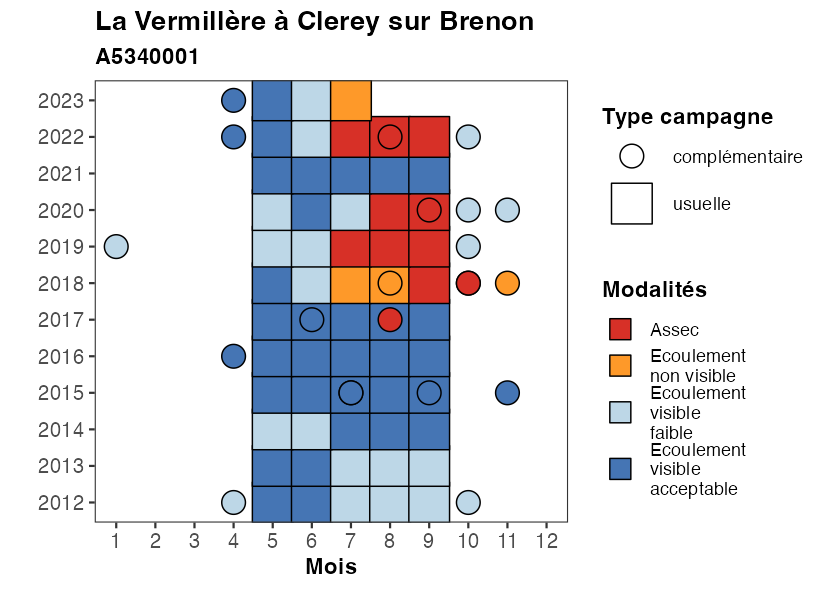 La Vermillère à Clerey sur Brenon
A5340001
2023
2022
2021
2020
2019
2018
2017
2016
2015
2014
2013
2012
1 2 3 4 5 6 7 8 9 10 11 12
Mois
Type campagne
complémentaire
usuelle
Modalités
Assec
Ecoulement
non visible
Ecoulement
visible
faible
Ecoulement
visible
acceptable